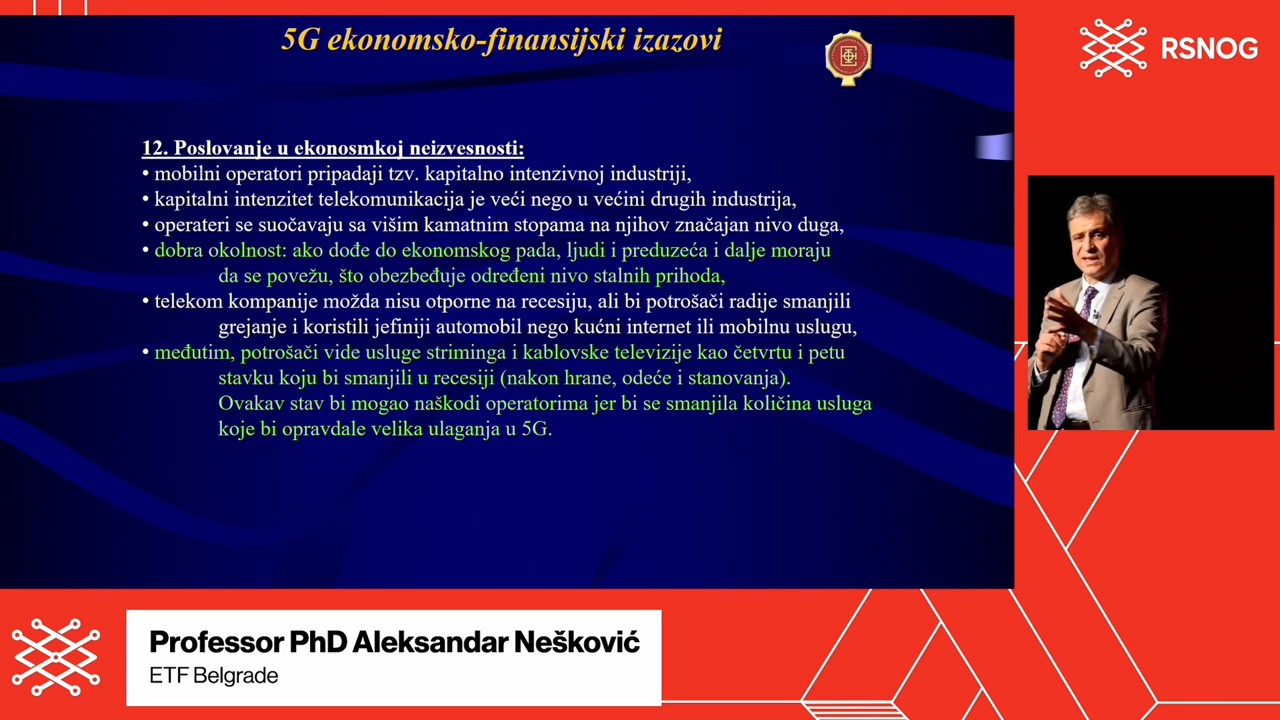 5G ekonomsko-finansijski izazovi
RSNOG
12. Poslovanje u ekonosmkoj neizvesnosti:
• mobilni operatori pripadaji tzv. kapitalno intenzivnoj industriji,
• kapitalni intenzitet telekomunikacija je veći nego u većini drugih industrija,
• operateri se suočavaju sa višim kamatnim stopama na njihov značajan nivo duga,
• dobra okolnost: ako dođe do ekonomskog pada, ljudi i preduzeća i dalje moraju
da se povežu, što obezbeđuje određeni nivo stalnih prihoda,
• telekom kompanije možda nisu otporne na recesiju, ali bi potrošači radije smanjili
grejanje i koristili jefiniji automobil nego kućni internet ili mobilnu uslugu,
• međutim, potrošači vide usluge striminga i kablovske televizije kao četvrtu i petu
stavku koju bi smanjili u recesiji (nakon hrane, odeće i stanovanja).
Ovakav stav bi mogao naškodi operatorima jer bi se smanjila količina usluga
koje bi opravdale velika ulaganja u 5G.
Professor PhD Aleksandar Nešković
ETF Belgrade